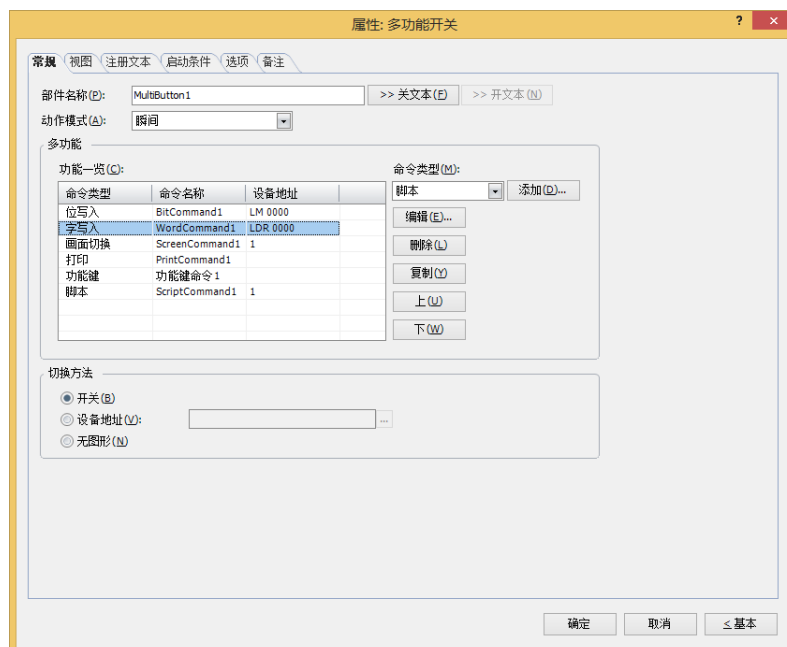 属性: 多功能开关
? ×
常规 视图 注册文本 启动条件 选项 备注
部件名称(P): MultiButton1 >> 关文本(F) >> 开文本(N)
动作模式(A): 瞬间
多功能
功能一览(C): 命令类型(M):
命令类型 命令名称 设备地址 脚本 添加(D)...
位写入 BitCommand1 LM 0000
字写入 WordCommand1 LDR 0000 编辑(E)...
画面切换 ScreenCommand1 1 删除(L)
打印 PrintCommand1
功能键 功能键命令1 复制(Y)
脚本 ScriptCommand1 1
上(U)
下(W)
切换方法
开关(B)
设备地址(V): ...
无图形(N)
确定 取消 <基本